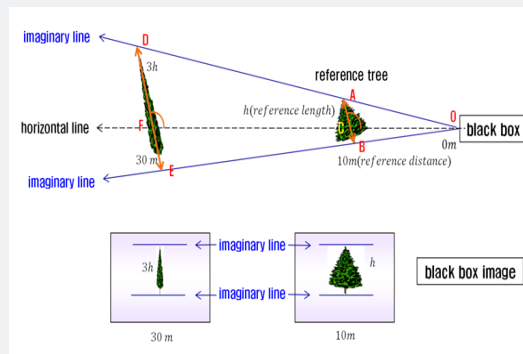 imaginary line
D
3h
reference tree
A
h(reference length)
O
horizontal line
F
black box
0m
30 m
B
E
10m(reference distance)
imaginary line
imaginary line
3h
h
black box image
imaginary line
30 m
10m